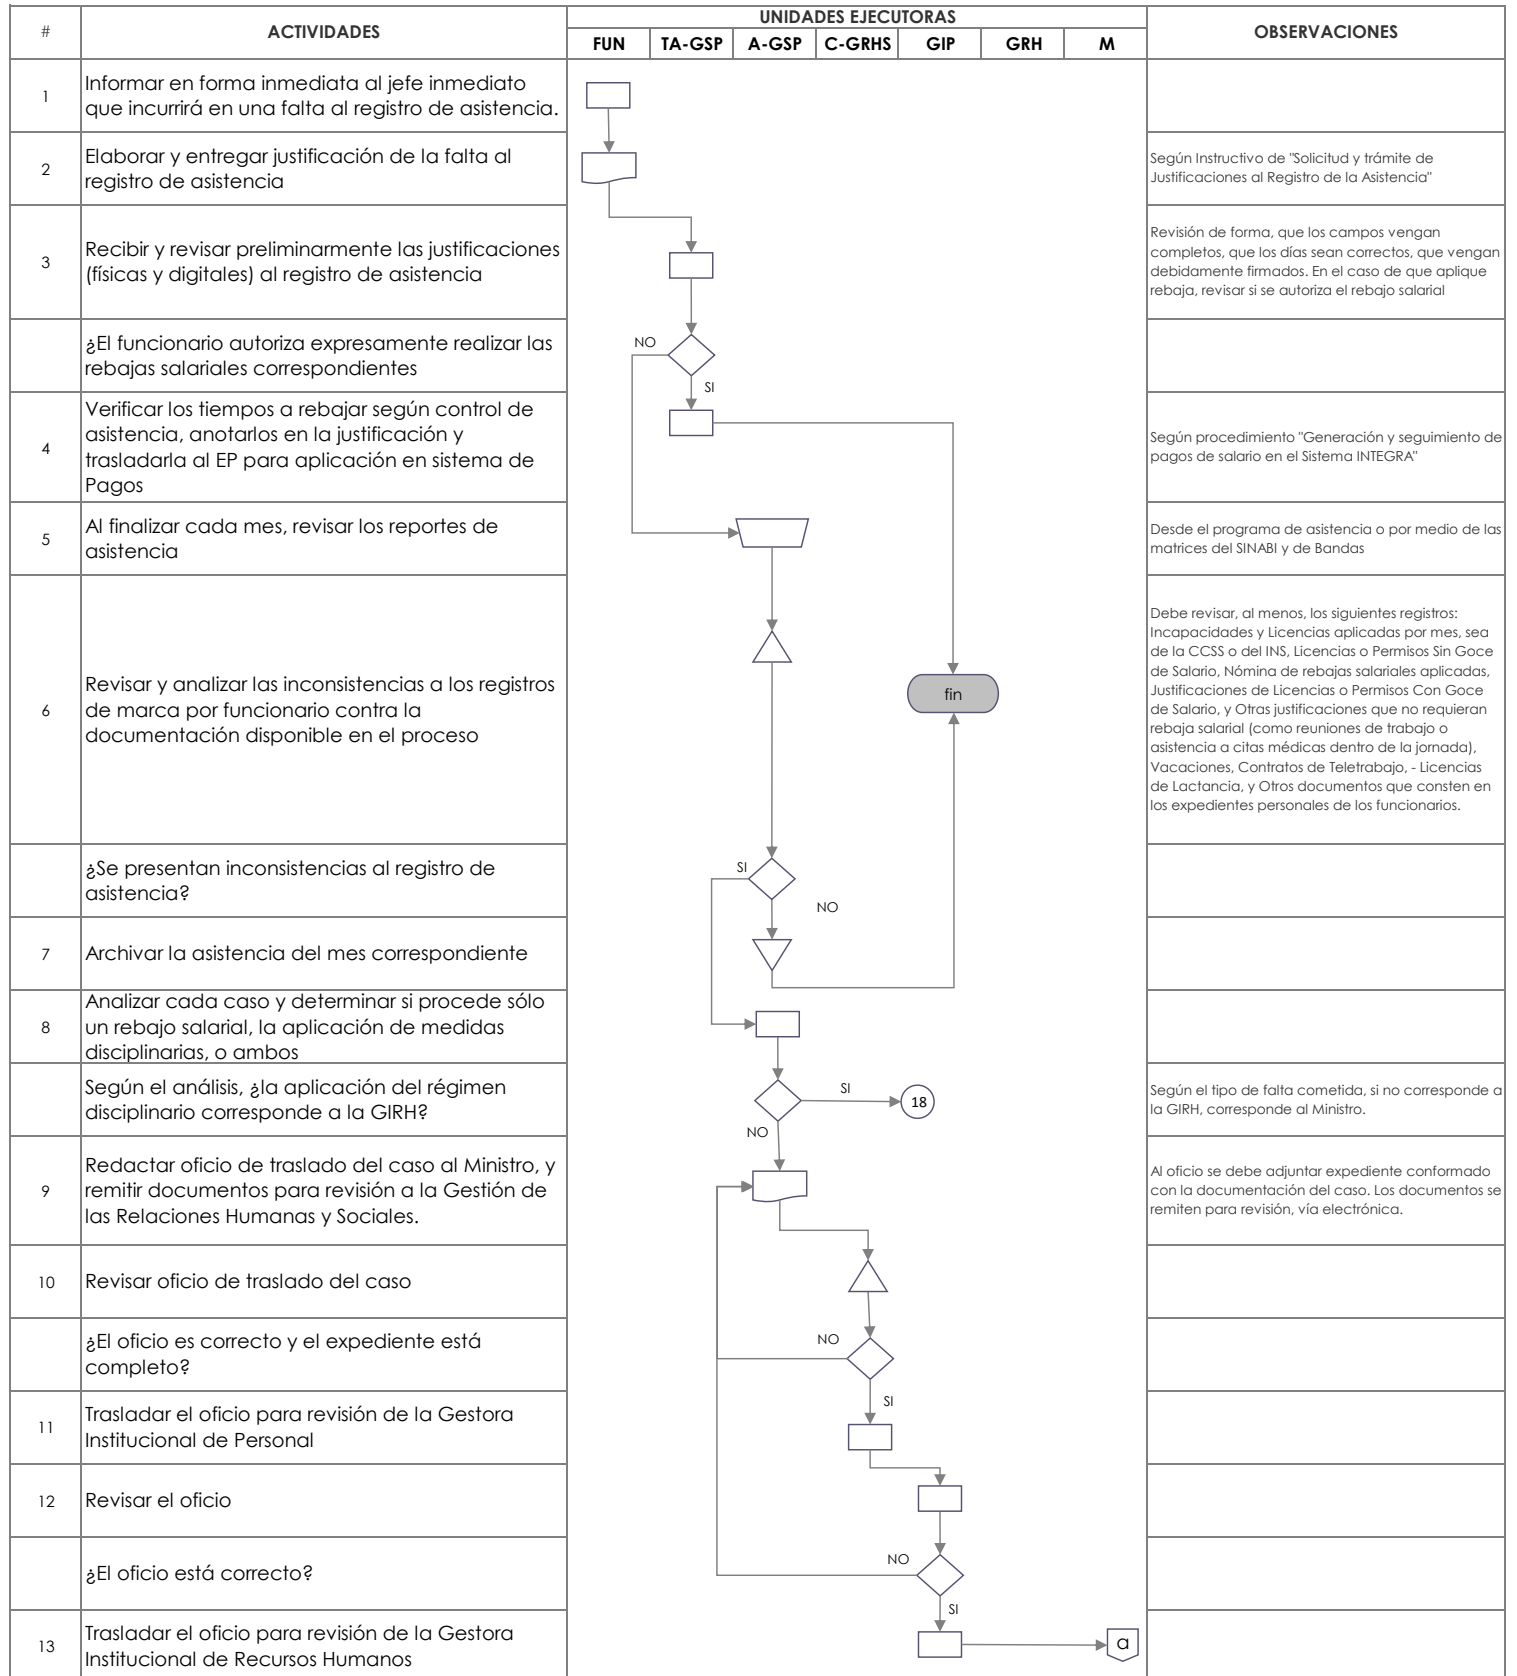 # ACTIVIDADES UNIDADES EJECUTORAS OBSERVACIONES
FUN TA-GSP A-GSP C-GRHS GIP GRH M
1
Informar en forma inmediata al jefe inmediato
que incurrirá en una falta al registro de asistencia.
2
Elaborar y entregar justificación de la falta al
registro de asistencia
Según Instructivo de "Solicitud y trámite de
Justificaciones al Registro de la Asistencia"
3
Recibir y revisar preliminarmente las justificaciones
(físicas y digitales) al registro de asistencia
Revisión de forma, que los campos vengan
completos, que los días sean correctos, que vengan
debidamente firmados. En el caso de que aplique
rebaja, revisar si se autoriza el rebajo salarial
¿El funcionario autoriza expresamente realizar las
rebajas salariales correspondientes
NO
SI
4
Verificar los tiempos a rebajar según control de
asistencia, anotarlos en la justificación y
trasladarla al EP para aplicación en sistema de
Pagos
Según procedimiento "Generación y seguimiento de
pagos de salario en el Sistema INTEGRA"
5
Al finalizar cada mes, revisar los reportes de
asistencia
Desde el programa de asistencia o por medio de las
matrices del SINABI y de Bandas
6
Revisar y analizar las inconsistencias a los registros
de marca por funcionario contra la
documentación disponible en el proceso
fin
Debe revisar, al menos, los siguientes registros:
Incapacidades y Licencias aplicadas por mes, sea
de la CCSS o del INS, Licencias o Permisos Sin Goce
de Salario, Nómina de rebajas salariales aplicadas,
Justificaciones de Licencias o Permisos Con Goce
de Salario, y Otras justificaciones que no requieran
rebaja salarial (como reuniones de trabajo o
asistencia a citas médicas dentro de la jornada),
Vacaciones, Contratos de Teletrabajo, - Licencias
de Lactancia, y Otros documentos que consten en
los expedientes personales de los funcionarios.
¿Se presentan inconsistencias al registro de
asistencia?
SI
NO
7
Archivar la asistencia del mes correspondiente
8
Analizar cada caso y determinar si procede sólo
un rebajo salarial, la aplicación de medidas
disciplinarias, o ambos
Según el análisis, ¿la aplicación del régimen
disciplinario corresponde a la GIRH?
SI
18
NO
Según el tipo de falta cometida, si no corresponde a
la GIRH, corresponde al Ministro.
9
Redactar oficio de traslado del caso al Ministro, y
remitir documentos para revisión a la Gestión de
las Relaciones Humanas y Sociales.
Al oficio se debe adjuntar expediente conformado
con la documentación del caso. Los documentos se
remiten para revisión, vía electrónica.
10
Revisar oficio de traslado del caso
¿El oficio es correcto y el expediente está
completo?
NO
SI
11
Trasladar el oficio para revisión de la Gestora
Institucional de Personal
12
Revisar el oficio
¿El oficio está correcto?
NO
SI
13
Trasladar el oficio para revisión de la Gestora
Institucional de Recursos Humanos
a